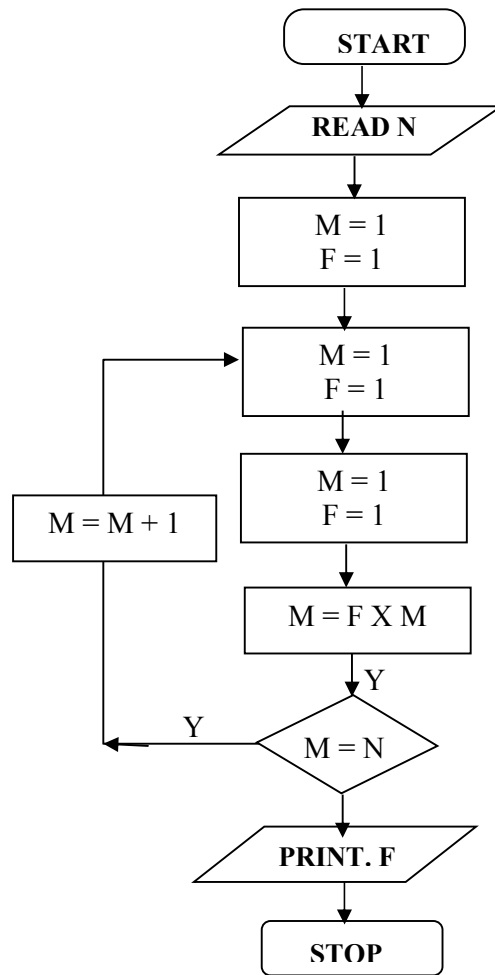 START
READ N
M = 1
F = 1
M = 1
F = 1
M = 1
F = 1
M = M + 1
M = F X M
Y
Y
M = N
PRINT. F
STOP